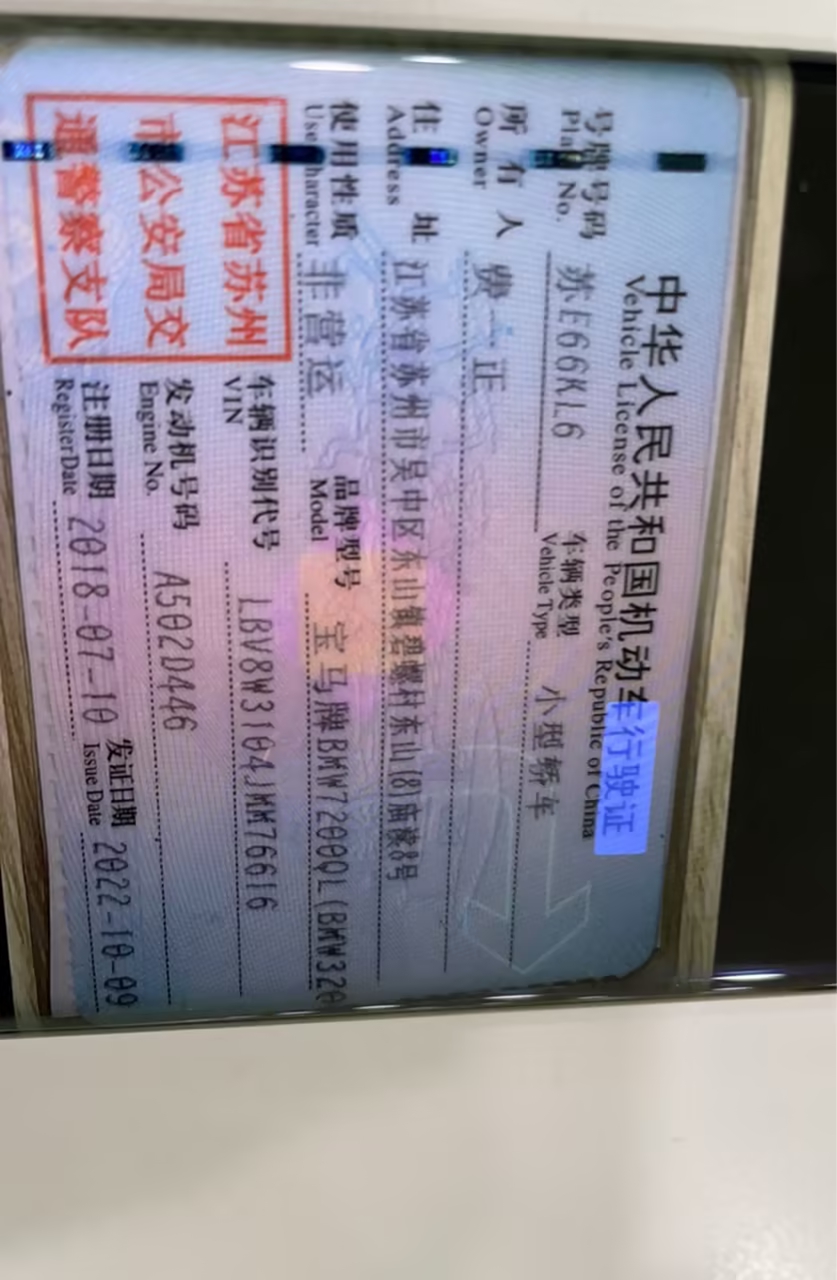 中华人民共和国机动车行驶证
Vehicle License of the People's Republic of China
号牌号码 苏E66KL6 车辆类型 小型轿车
Plate No. Vehicle Type
所有人 费一正
Owner
住址 江苏省苏州市吴中区东山镇碧螺村东山(8)庙 8号
Address
使用性质 非营运 品牌型号 宝马牌BMW7200QL(BMW320
Use Character Model
江苏省苏州
市公安局交
通警察支队
车辆识别代号 LBV8W3104JMM76616
VIN
发动机号码 A502D446
Engine No.
注册日期 2018-07-10 发证日期 2022-10-09
Register Date Issue Date